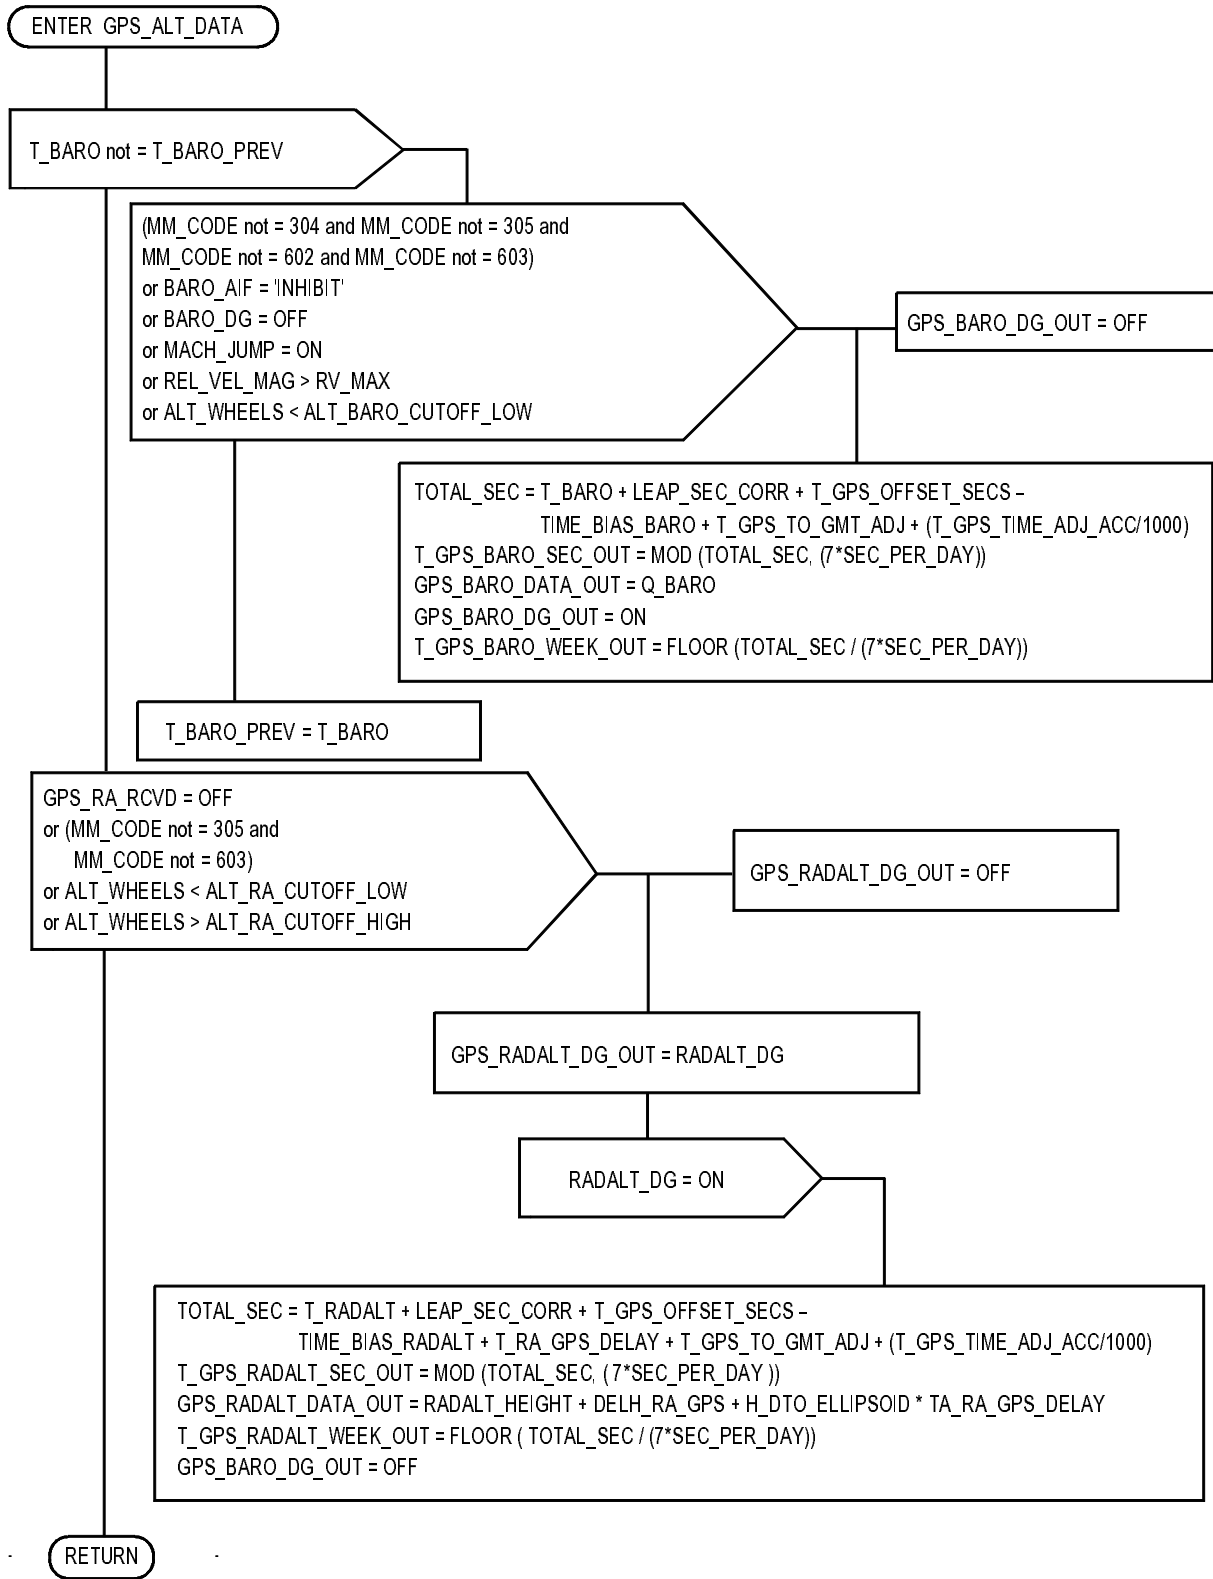 ENTER GPS_ALT_DATA
T_BARO not = T_BARO_PREV
(MM_CODE not = 304 and MM_CODE not = 305 and
MM_CODE not = 602 and MM_CODE not = 603)
or BARO_AIF = 'INHIBIT'
or BARO_DG = OFF
or MACH_JUMP = ON
or REL_VEL_MAG > RV_MAX
or ALT_WHEELS < ALT_BARO_CUTOFF_LOW
GPS_BARO_DG_OUT = OFF
TOTAL_SEC = T_BARO + LEAP_SEC_CORR + T_GPS_OFFSET_SECS –
TIME_BIAS_BARO + T_GPS_TO_GMT_ADJ + (T_GPS_TIME_ADJ_ACC/1000)
T_GPS_BARO_SEC_OUT = MOD (TOTAL_SEC, (7*SEC_PER_DAY))
GPS_BARO_DATA_OUT = Q_BARO
GPS_BARO_DG_OUT = ON
T_GPS_BARO_WEEK_OUT = FLOOR (TOTAL_SEC / (7*SEC_PER_DAY))
T_BARO_PREV = T_BARO
GPS_RA_RCVD = OFF
or (MM_CODE not = 305 and
MM_CODE not = 603)
or ALT_WHEELS < ALT_RA_CUTOFF_LOW
or ALT_WHEELS > ALT_RA_CUTOFF_HIGH
GPS_RADALT_DG_OUT = OFF
GPS_RADALT_DG_OUT = RADALT_DG
RADALT_DG = ON
TOTAL_SEC = T_RADALT + LEAP_SEC_CORR + T_GPS_OFFSET_SECS –
TIME_BIAS_RADALT + T_RA_GPS_DELAY + T_GPS_TO_GMT_ADJ + (T_GPS_TIME_ADJ_ACC/1000)
T_GPS_RADALT_SEC_OUT = MOD (TOTAL_SEC, ( 7*SEC_PER_DAY ))
GPS_RADALT_DATA_OUT = RADALT_HEIGHT + DELH_RA_GPS + H_DTO_ELLIPSOID * TA_RA_GPS_DELAY
T_GPS_RADALT_WEEK_OUT = FLOOR ( TOTAL_SEC / (7*SEC_PER_DAY))
GPS_BARO_DG_OUT = OFF
- RETURN -